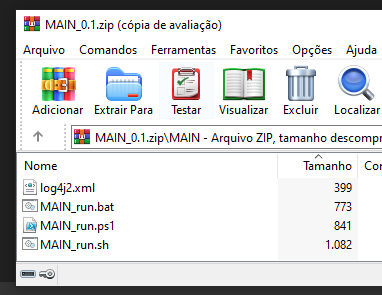 MAIN_0.1.zip (cópia de avaliação)
Arquivo Comandos Ferramentas Favoritos Opções Ajuda
Adicionar Extrair Para Testar Visualizar Excluir Localizar
MAIN_0.1.zip\MAIN - Arquivo ZIP, tamanho descompr
Nome Tamanho Co
log4j2.xml 399
MAIN_run.bat 773
MAIN_run.ps1 841
MAIN_run.sh 1.082